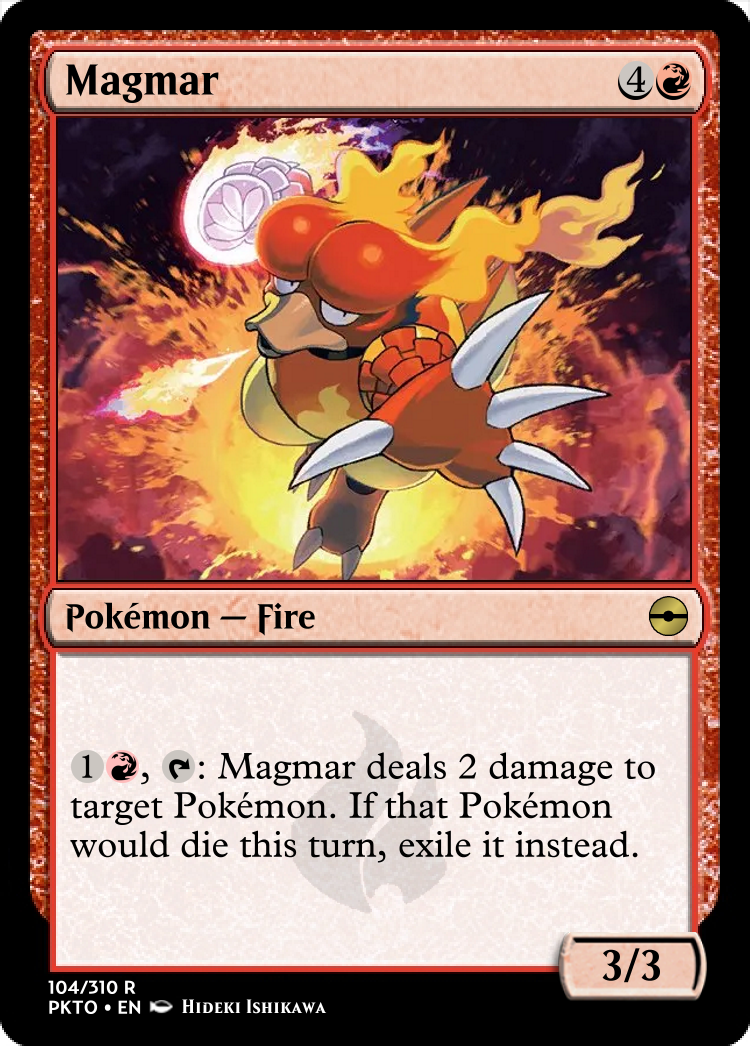 Magmar 4
Pokémon — Fire
1 , : Magmar deals 2 damage to
target Pokémon. If that Pokémon
would die this turn, exile it instead.
3/3
104/310 R
PKTO • EN Hideki Ishikawa